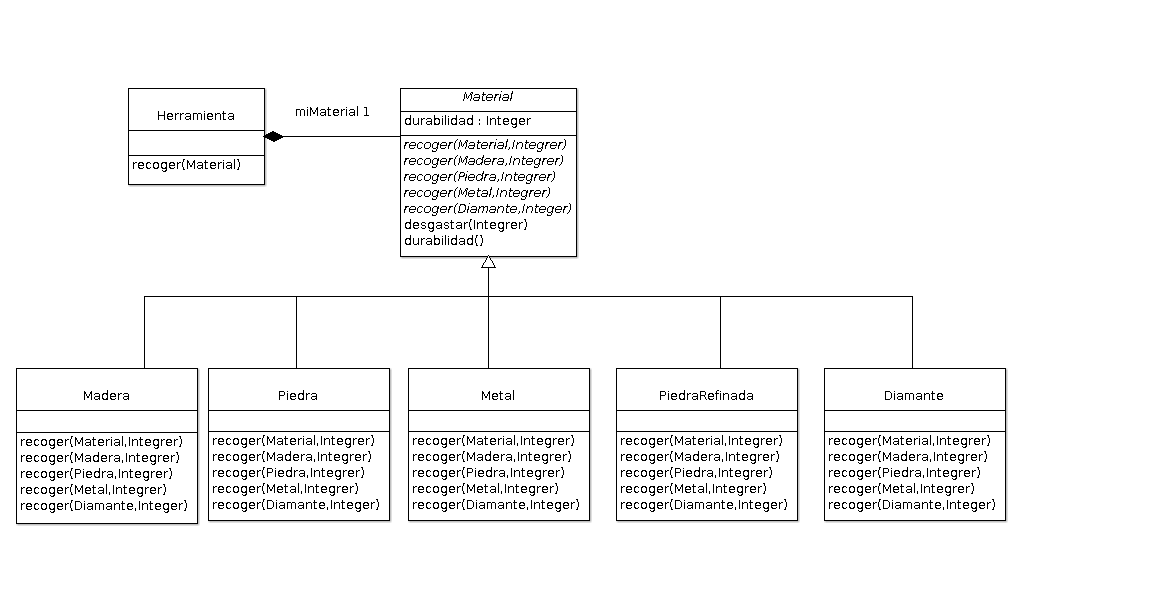 Herramienta
recoger(Material)
miMaterial 1
Material
durabilidad : Integer
recoger(Material,Integrer)
recoger(Madera,Integrer)
recoger(Piedra,Integrer)
recoger(Metal,Integrer)
recoger(Diamante,Integer)
desgastar(Integrer)
durabilidad()
Madera
recoger(Material,Integrer)
recoger(Madera,Integrer)
recoger(Piedra,Integrer)
recoger(Metal,Integrer)
recoger(Diamante,Integer)
Piedra
recoger(Material,Integrer)
recoger(Madera,Integrer)
recoger(Piedra,Integrer)
recoger(Metal,Integrer)
recoger(Diamante,Integer)
Metal
recoger(Material,Integrer)
recoger(Madera,Integrer)
recoger(Piedra,Integrer)
recoger(Metal,Integrer)
recoger(Diamante,Integer)
PiedraRefinada
recoger(Material,Integrer)
recoger(Madera,Integrer)
recoger(Piedra,Integrer)
recoger(Metal,Integrer)
recoger(Diamante,Integer)
Diamante
recoger(Material,Integrer)
recoger(Madera,Integrer)
recoger(Piedra,Integrer)
recoger(Metal,Integrer)
recoger(Diamante,Integer)